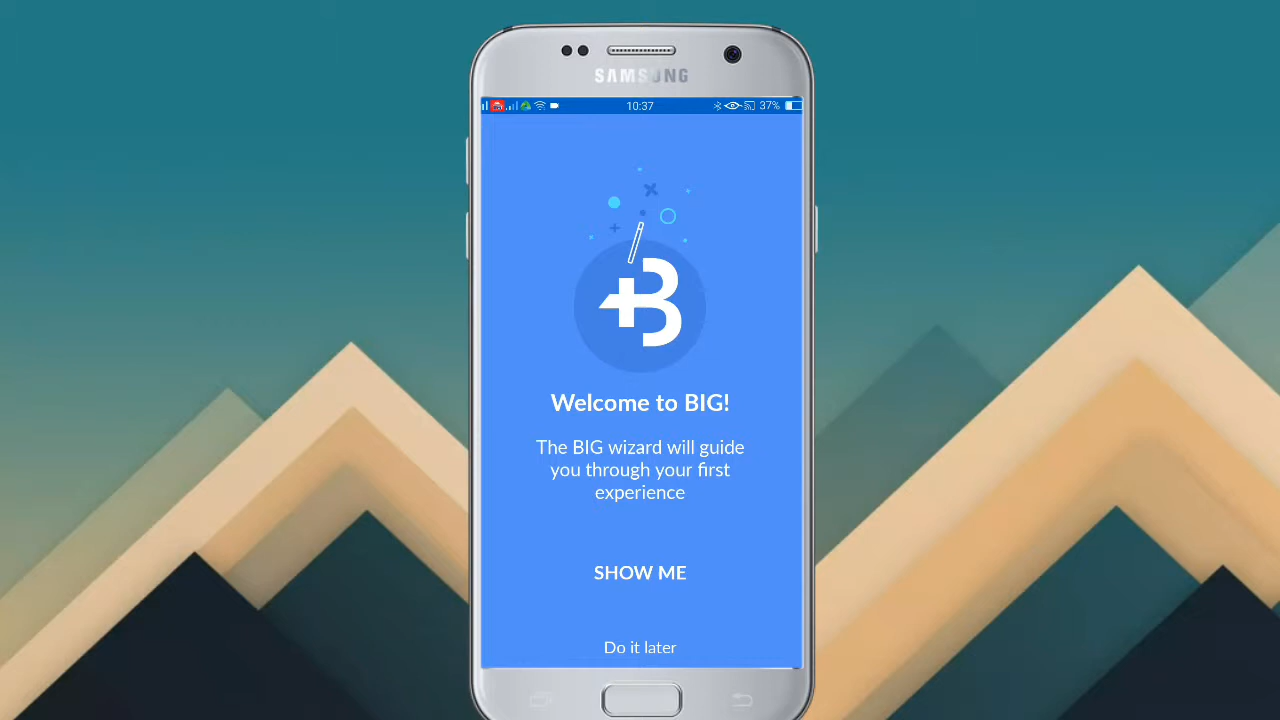 SAMSUNG
10:37
37%
B
Welcome to BIG!
The BIG wizard will guide
you through your first
experience
SHOW ME
Do it later